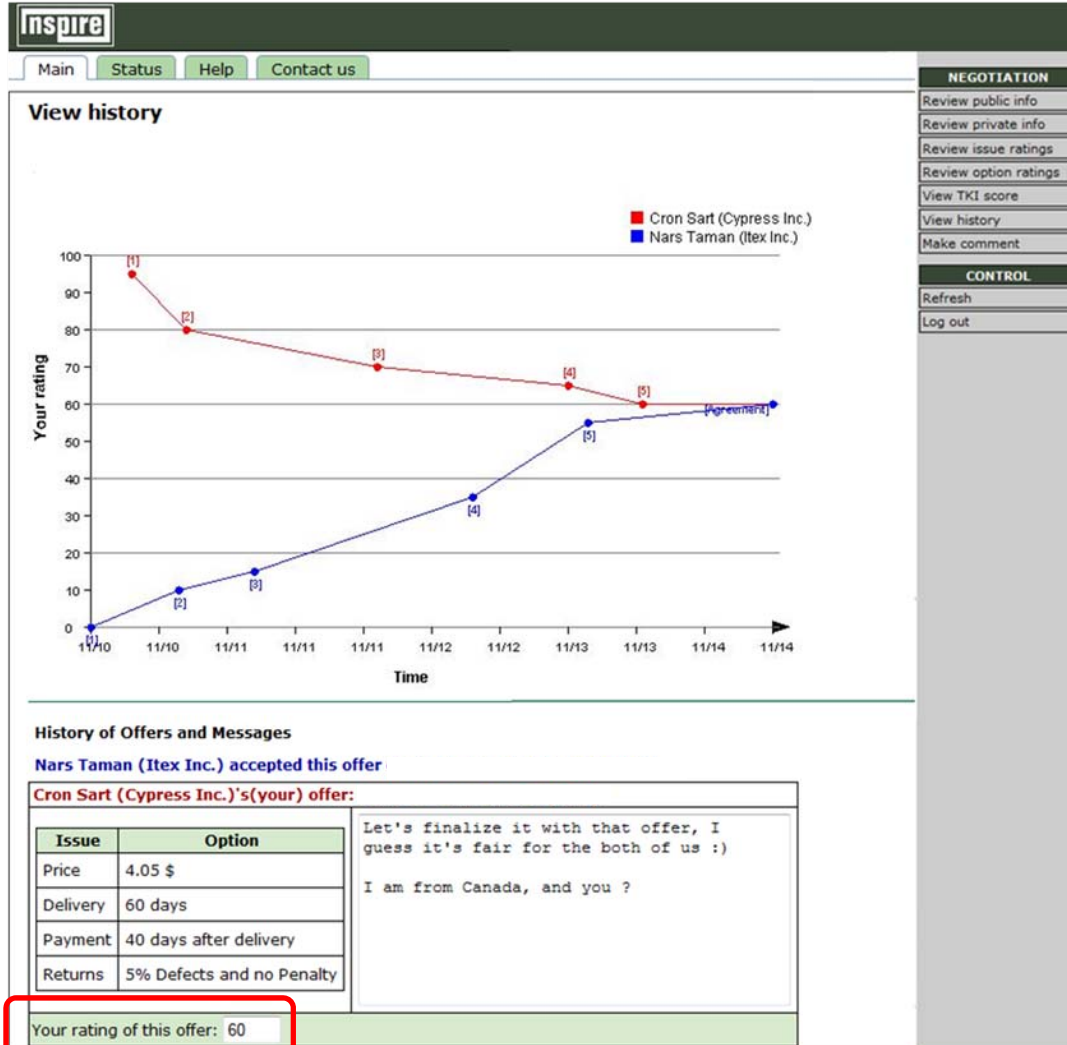 Inspire
Main Status Help Contact us
View history
Cron Sart (Cypress Inc.)
Nars Taman (Itex Inc.)
Your rating
100
90
80
70
60
50
40
30
20
10
0
[1]
[2]
[3]
[4]
[5]
[Agreement]
[5]
[4]
[3]
[2]
[1]
11/10 11/10 11/11 11/11 11/11 11/12 11/12 11/13 11/13 11/14 11/14
Time
History of Offers and Messages
Nars Taman (Itex Inc.) accepted this offer
Cron Sart (Cypress Inc.)'s(your) offer:
Issue Option
Price 4.05 $
Delivery 60 days
Payment 40 days after delivery
Returns 5% Defects and no Penalty
Let's finalize it with that offer, I
guess it's fair for the both of us :)
I am from Canada, and you ?
Your rating of this offer: 60
NEGOTIATION
Review public info
Review private info
Review issue ratings
Review option ratings
View TKI score
View history
Make comment
CONTROL
Refresh
Log out